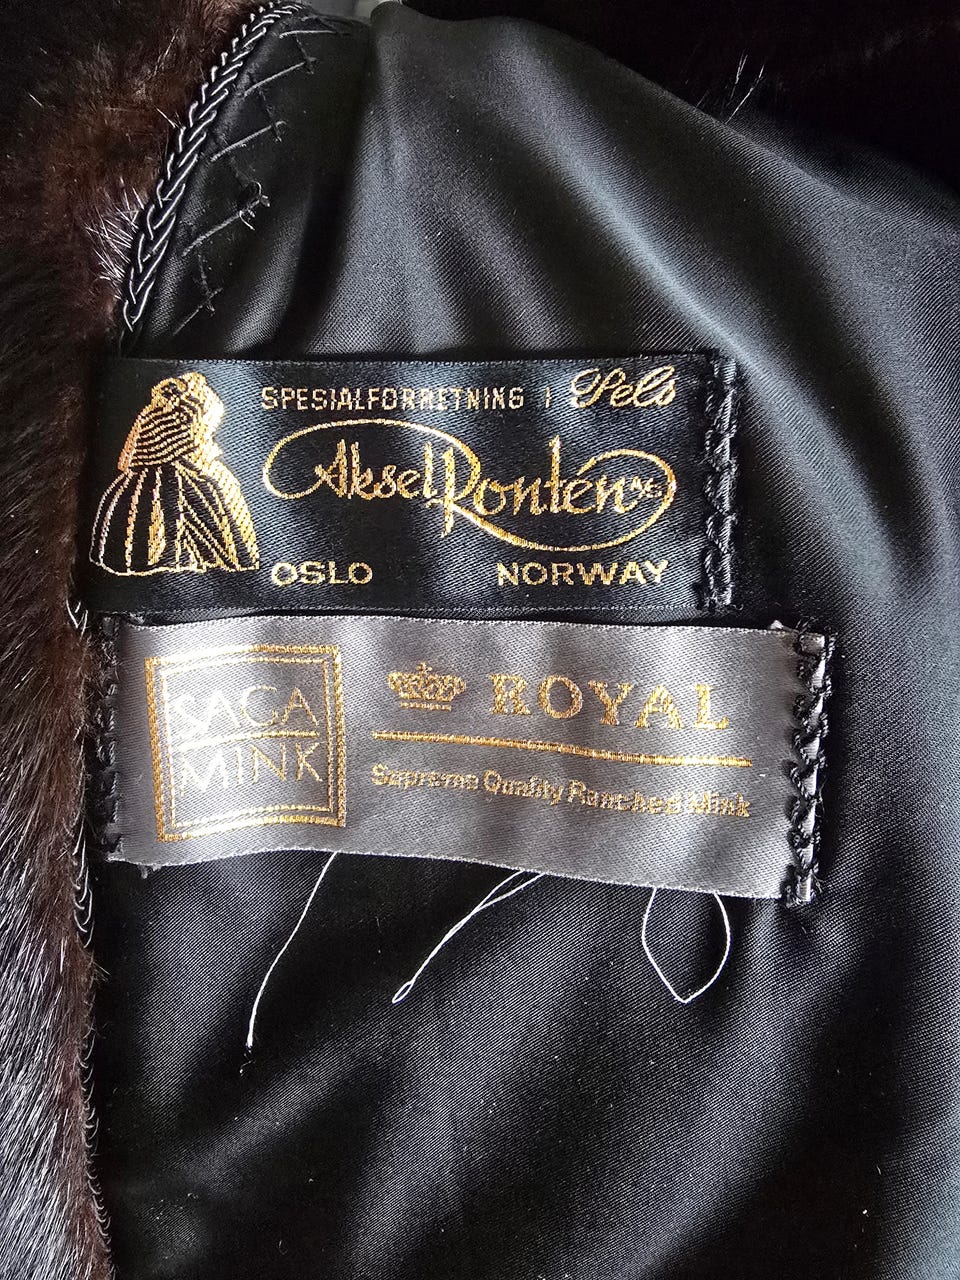 SPESIALFORRETNING I Pels
Aksel Rontén A/S
OSLO NORWAY
SAGA
MINK
ROYAL
Supreme Quality Ranched Mink